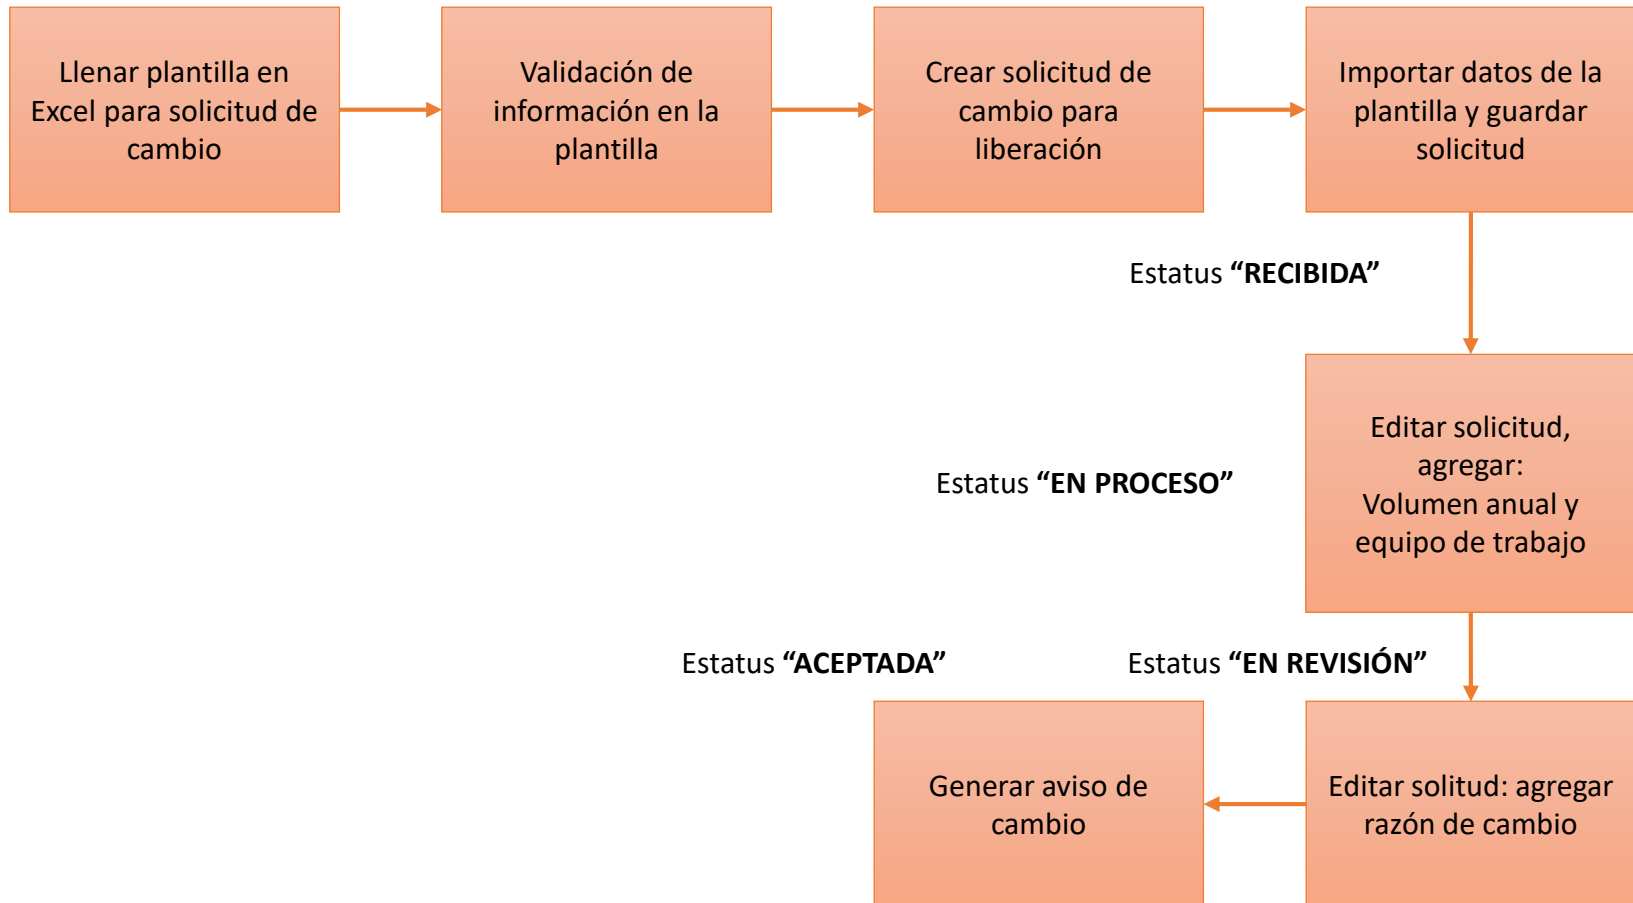 Llenar plantilla en
Excel para solicitud de
cambio
Validación de
información en la
plantilla
Crear solicitud de
cambio para
liberación
Importar datos de la
plantilla y guardar
solicitud
Estatus “RECIBIDA”
Editar solicitud,
agregar:
Volumen anual y
equipo de trabajo
Estatus “EN PROCESO”
Estatus “ACEPTADA”
Estatus “EN REVISIÓN”
Generar aviso de
cambio
Editar solitud: agregar
razón de cambio